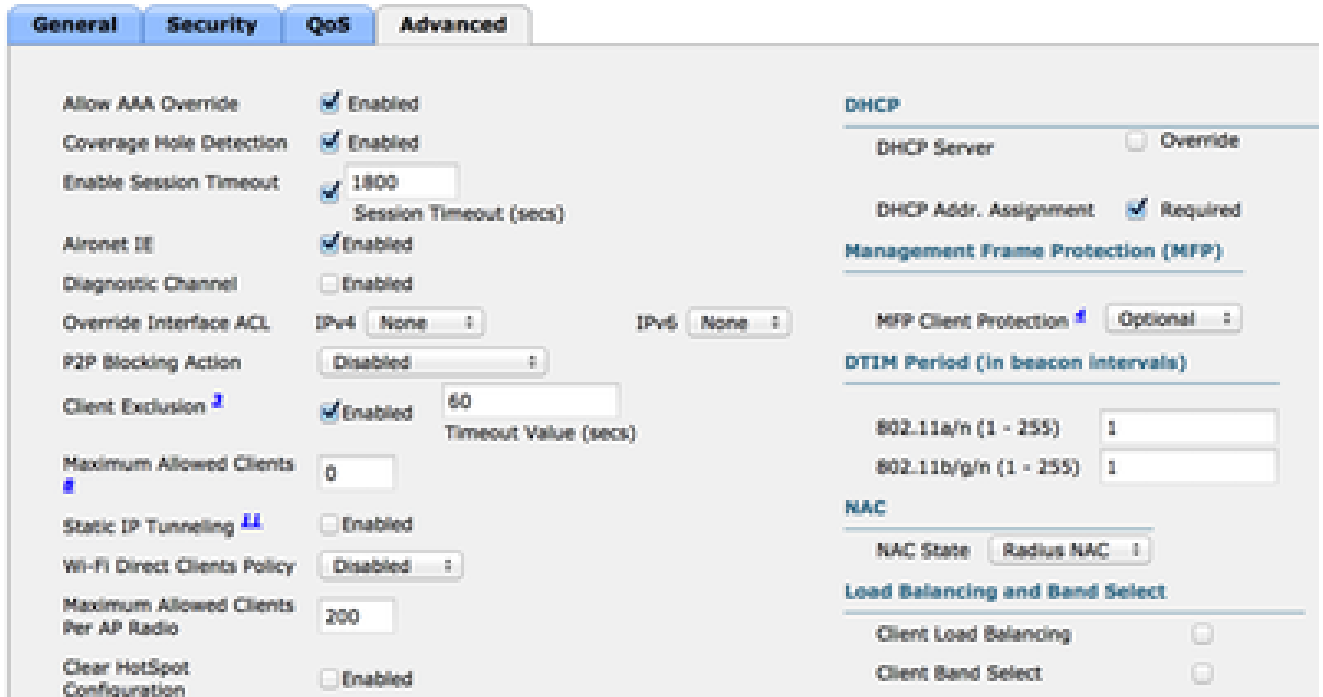 General Security QoS Advanced
Allow AAA Override Enabled
Coverage Hole Detection Enabled
Enable Session Timeout 1800
Session Timeout (secs)
Aironet IE Enabled
Diagnostic Channel Enabled
Override Interface ACL IPv4 None IPv6 None
P2P Blocking Action Disabled
Client Exclusion 3 Enabled 60
Timeout Value (secs)
Maximum Allowed Clients
8
0
Static IP Tunneling 11 Enabled
Wi-Fi Direct Clients Policy Disabled
Maximum Allowed Clients
Per AP Radio
200
Clear HotSpot
Configuration
Enabled
DHCP
DHCP Server Override
DHCP Addr. Assignment Required
Management Frame Protection (MFP)
MFP Client Protection 4 Optional
DTIM Period (in beacon intervals)
802.11a/n (1 - 255) 1
802.11b/g/n (1 - 255) 1
NAC
NAC State Radius NAC
Load Balancing and Band Select
Client Load Balancing
Client Band Select